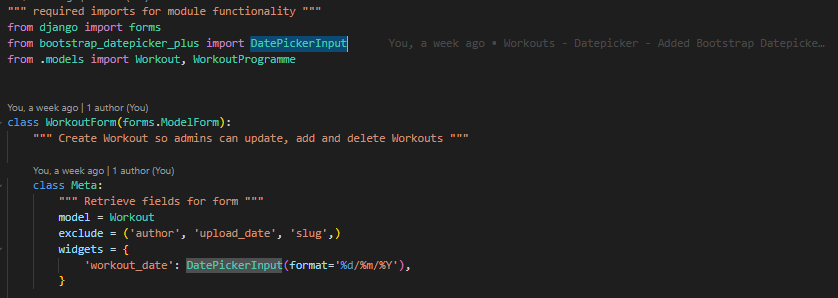 """ required imports for module functionality """
from django import forms
from bootstrap_datepicker_plus import DatePickerInput You, a week ago • Workouts - Datepicker - Added Bootstrap Datepicke…
from .models import Workout, WorkoutProgramme
You, a week ago | 1 author (You)
class WorkoutForm(forms.ModelForm):
""" Create Workout so admins can update, add and delete Workouts """
You, a week ago | 1 author (You)
class Meta:
""" Retrieve fields for form """
model = Workout
exclude = ('author', 'upload_date', 'slug',)
widgets = {
'workout_date': DatePickerInput(format='%d/%m/%Y'),
}